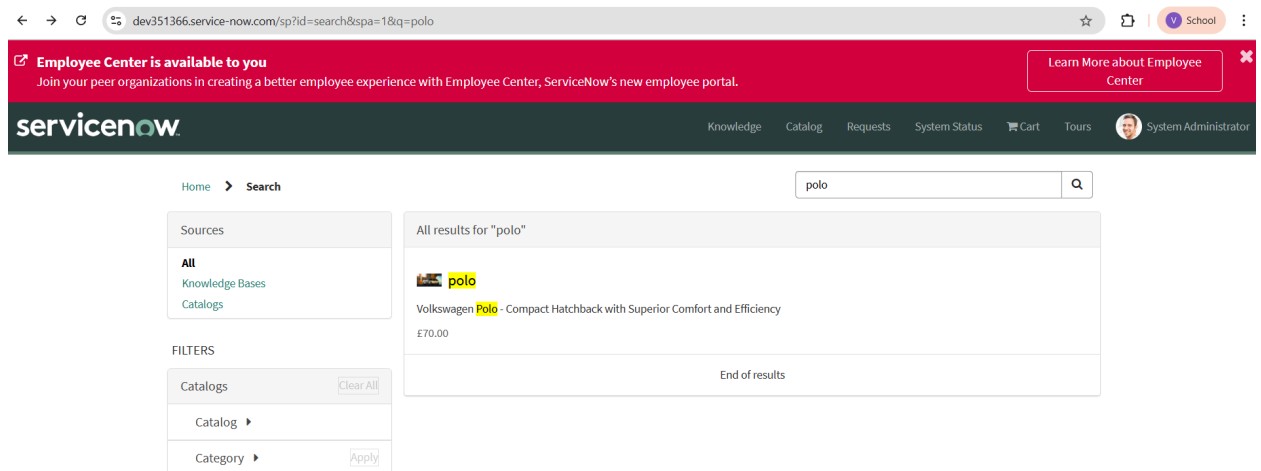 dev351366.service-now.com/sp?id=search&spa=1&q=polo
V School
Employee Center is available to you
Join your peer organizations in creating a better employee experience with Employee Center, ServiceNow's new employee portal.
Learn More about Employee
Center
servicenow
Knowledge Catalog Requests System Status Cart Tours System Administrator
Home Search
polo
Sources
All
Knowledge Bases
Catalogs
All results for "polo"
polo
Volkswagen Polo - Compact Hatchback with Superior Comfort and Efficiency
£70.00
End of results
FILTERS
Catalogs Clear All
Catalog
Category Apply